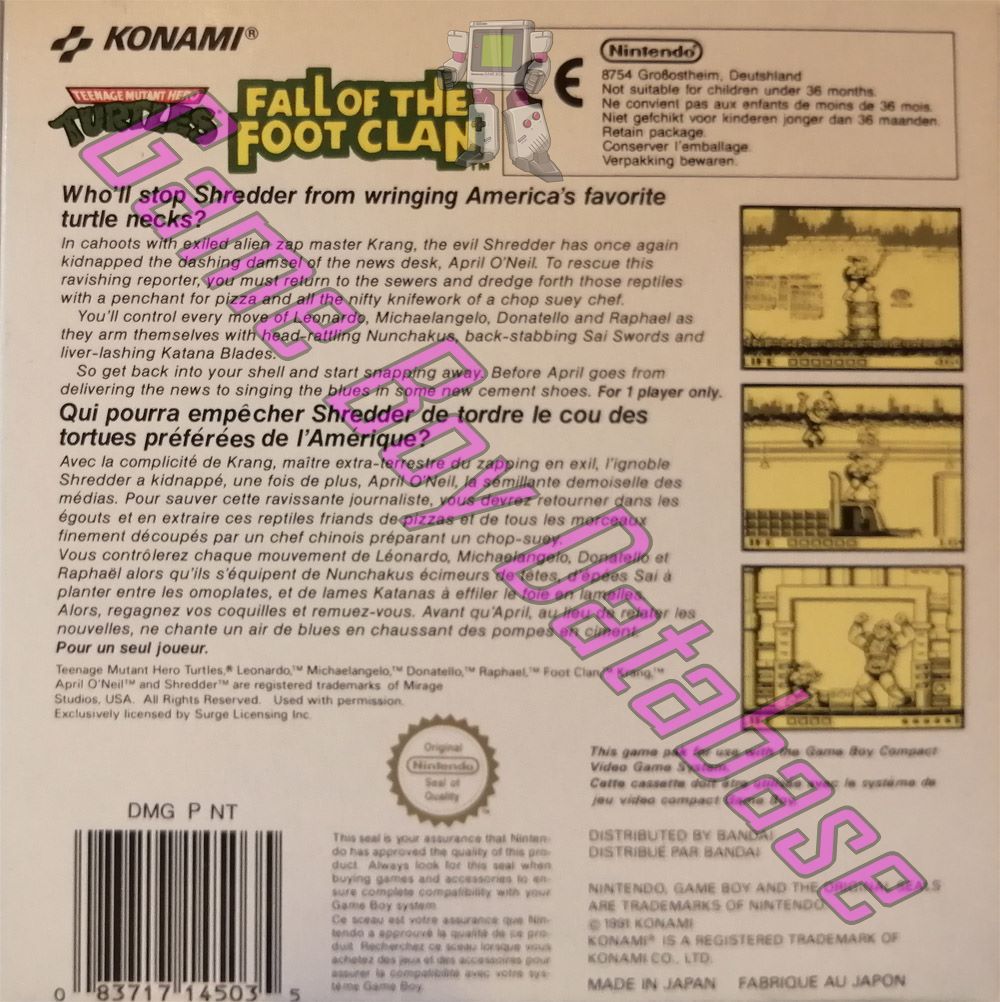 KONAMI®
Nintendo®
8754 Großostheim, Deutshland
Not suitable for children under 36 months.
Ne convient pas aux enfants de moins de 36 mois.
Niet gefchikt voor kinderen jonger dan 36 maanden.
Retain package.
Conserver l'emballage.
Verpakking bewaren.
CE
TEENAGE MUTANT HERO
TURTLES
FALL OF THE
FOOT CLAN™
Who'll stop Shredder from wringing America's favorite
turtle necks?
In cahoots with exiled alien zap master Krang, the evil Shredder has once again
kidnapped the dashing damsel of the news desk, April O'Neil. To rescue this
ravishing reporter, you must return to the sewers and dredge forth those reptiles
with a penchant for pizza and all the nifty knifework of a chop suey chef.
You'll control every move of Leonardo, Michaelangelo, Donatello and Raphael as
they arm themselves with head-rattling Nunchakus, back-stabbing Sai Swords and
liver-lashing Katana Blades.
So get back into your shell and start snapping away. Before April goes from
delivering the news to singing the blues in some new cement shoes. For 1 player only.
Qui pourra empêcher Shredder de tordre le cou des
tortues préférées de l'Amérique?
Avec la complicité de Krang, maître extra-terrestre du zapping en exil, l'ignoble
Shredder a kidnappé, une fois de plus, April O'Neil, la sémillante demoiselle des
médias. Pour sauver cette ravissante journaliste, vous devrez retourner dans les
égouts et en extraire ces reptiles friands de pizzas et de tous les morceaux
finement découpés par un chef chinois préparant un chop-suey.
Vous contrôlerez chaque mouvement de Léonardo, Michaelangelo, Donatello et
Raphaël alors qu'ils s'équipent de Nunchakus écimeurs de têtes, d'épées Sai à
planter entre les omoplates, et de lames Katanas à effiler le foie en lamelles.
Alors, regagnez vos coquilles et remuez-vous. Avant qu'April, au lieu de relater les
nouvelles, ne chante un air de blues en chaussant des pompes en ciment.
Pour un seul joueur.
Teenage Mutant Hero Turtles,® Leonardo,™ Michaelangelo,™ Donatello,™ Raphael,™ Foot Clan,™ Krang,™
April O'Neil™ and Shredder™ are registered trademarks of Mirage
Studios, USA. All Rights Reserved. Used with permission.
Exclusively licensed by Surge Licensing Inc.
Original
Nintendo
Seal of
Quality
This game pak for use with the Game Boy Compact
Video Game System.
Cette cassette doit être utilisée avec le système de
jeu video compact Game Boy.
DMG P NT
This seal is your assurance that Ninten-
do has approved the quality of this pro-
duct. Always look for this seal when
buying games and accessories to en-
sure complete compatibility with your
Game Boy system.
Ce sceau est votre assurance que Nin-
tendo a approuvé la qualité de ce pro-
duit. Recherchez ce sceau lorsque vous
achetez des jeux et des accessoires pour
assurer la compatibilité avec votre sys-
tème Game Boy.
DISTRIBUTED BY BANDAI
DISTRIBUÉ PAR BANDAI
NINTENDO, GAME BOY AND THE ORIGINAL SEALS
ARE TRADEMARKS OF NINTENDO
© 1991 KONAMI
KONAMI® IS A REGISTERED TRADEMARK OF
KONAMI CO., LTD.
MADE IN JAPAN FABRIQUE AU JAPON
0 83717 14503 5
LIFE
LIFE
LIFE
Game Boy Database